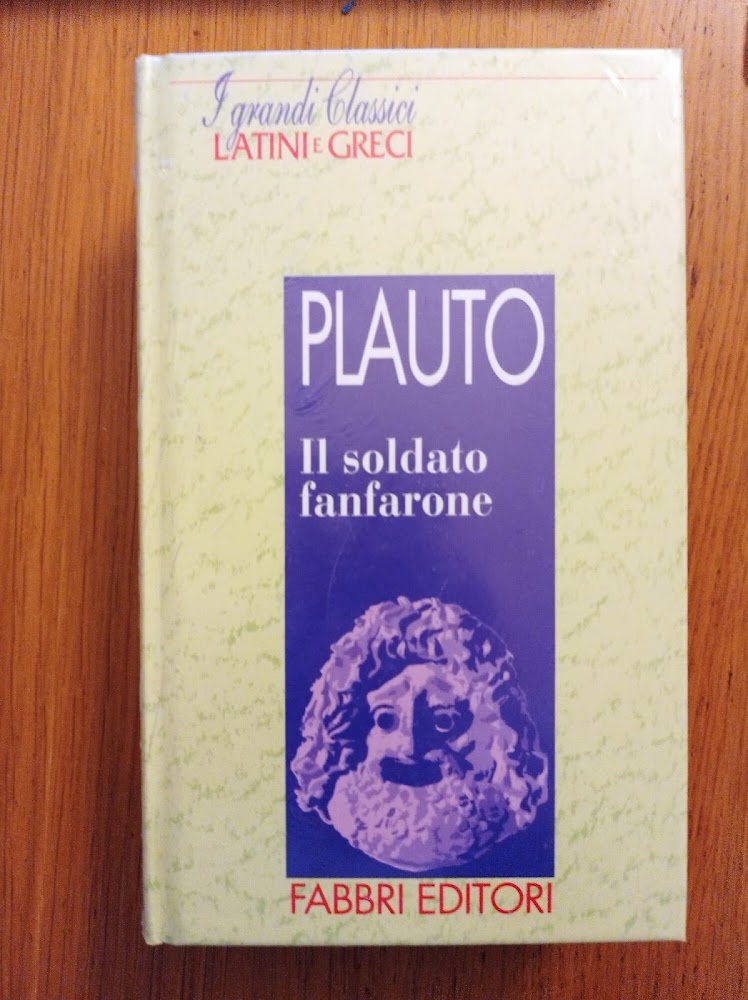 I grandi Classici
LATINI E GRECI
PLAUTO
Il soldato
fanfarone
FABBRI EDITORI